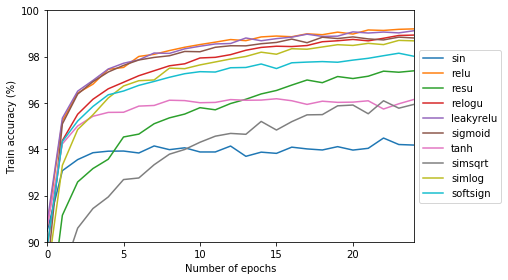 100
98
96
94
92
90
Train accuracy (%)
0
5
10
15
20
Number of epochs
sin
relu
resu
relogu
leakyrelu
sigmoid
tanh
simsqrt
simlog
softsign